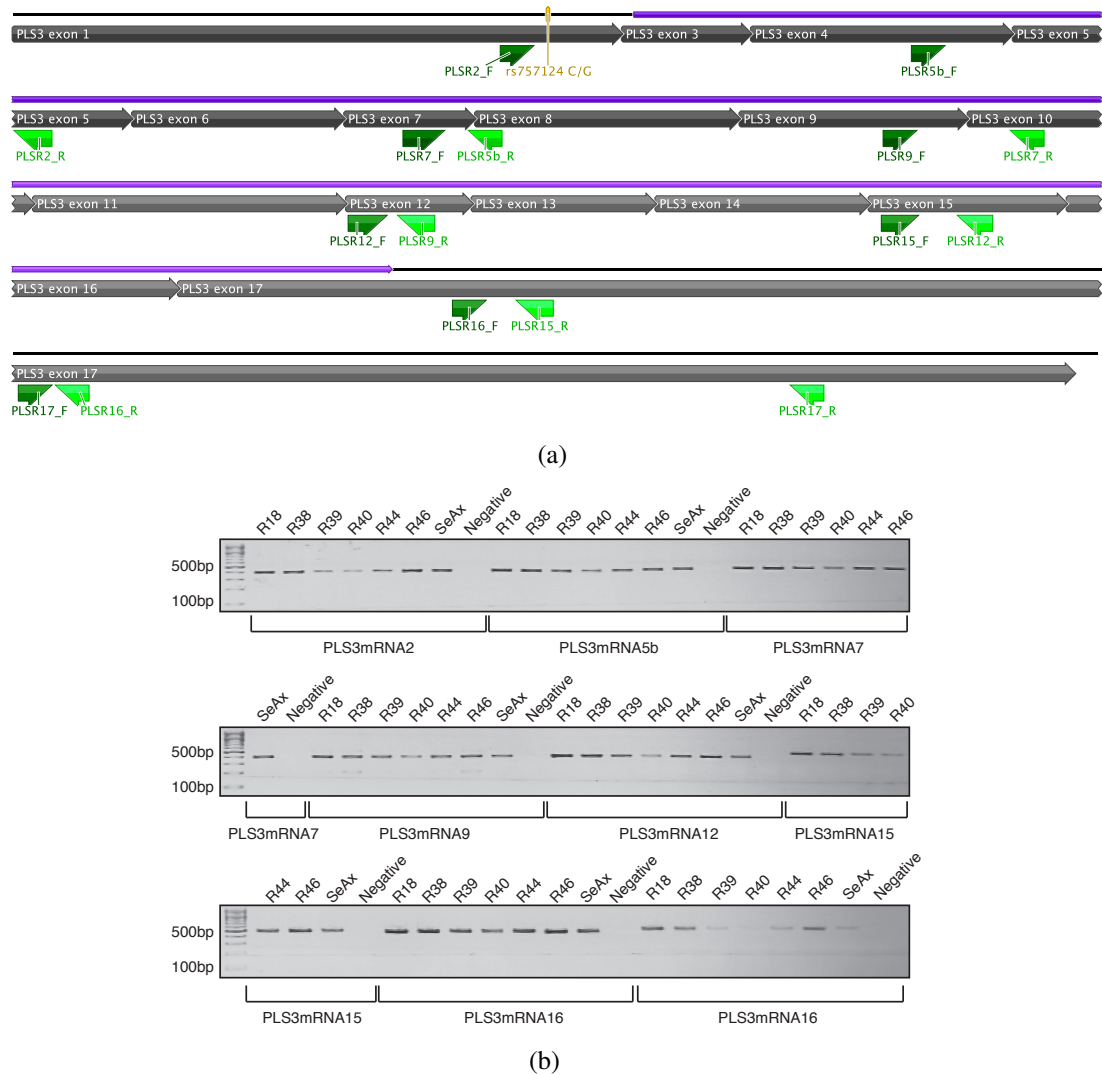 PLS3 exon 1 PLS3 exon 3 PLS3 exon 4 PLS3 exon 5
PLSR2_F rs757124 C/G PLSR5b_F
PLS3 exon 5 PLS3 exon 6 PLS3 exon 7 PLS3 exon 8 PLS3 exon 9 PLS3 exon 10
PLSR2_R PLSR7_F PLSR5b_R PLSR9_F PLSR7_R
PLS3 exon 11 PLS3 exon 12 PLS3 exon 13 PLS3 exon 14 PLS3 exon 15
PLSR12_F PLSR9_R PLSR15_F PLSR12_R
PLS3 exon 16 PLS3 exon 17
PLSR16_F PLSR15_R
PLS3 exon 17
PLSR17_F PLSR16_R PLSR17_R
(a)
R18 R38 R39 R40 R44 R46 SeAx Negative R18 R38 R39 R40 R44 R46 SeAx Negative R18 R38 R39 R40 R44 R46
500bp
100bp
PLS3mRNA2 PLS3mRNA5b PLS3mRNA7
SeAx Negative R18 R38 R39 R40 R44 R46 SeAx Negative R18 R38 R39 R40 R44 R46 SeAx Negative R18 R38 R39 R40
500bp
100bp
PLS3mRNA7 PLS3mRNA9 PLS3mRNA12 PLS3mRNA15
R44 R46 SeAx Negative R18 R38 R39 R40 R44 R46 SeAx Negative R18 R38 R39 R40 R44 R46 SeAx Negative
500bp
100bp
PLS3mRNA15 PLS3mRNA16 PLS3mRNA16
(b)